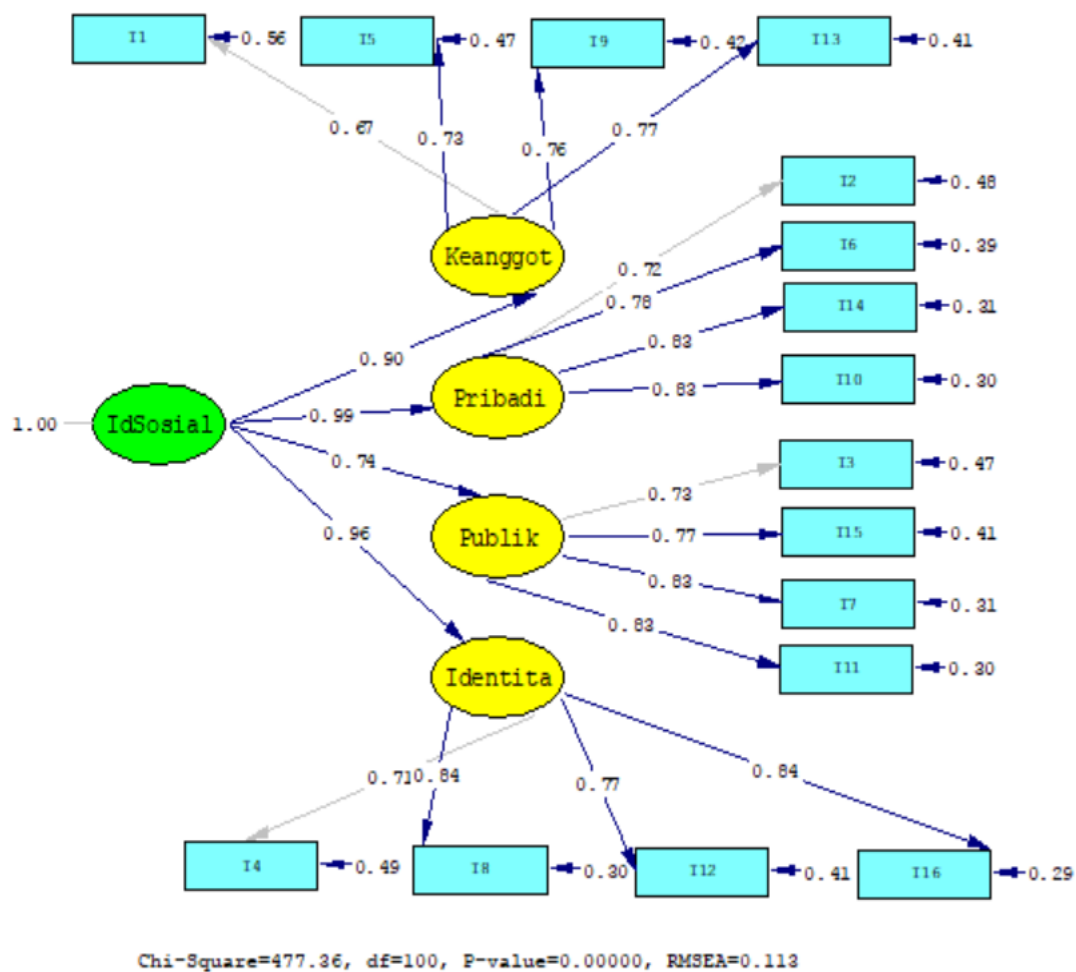 I1 0.56 I5 0.47 I9 0.42 I13 0.41
0.67 0.73 0.76 0.77
I2 0.48
Keanggot
I6 0.39
0.72
0.78
I14 0.31
0.90
0.83
Pribadi
0.83
I10 0.30
1.00 IdSosial
0.99
0.74
I3 0.47
0.73
0.96
Publik
0.77
I15 0.41
0.83
I7 0.31
0.83
I11 0.30
Identita
0.71 0.84 0.77 0.84
I4 0.49 I8 0.30 I12 0.41 I16 0.29
Chi-Square=477.36, df=100, P-value=0.00000, RMSEA=0.113